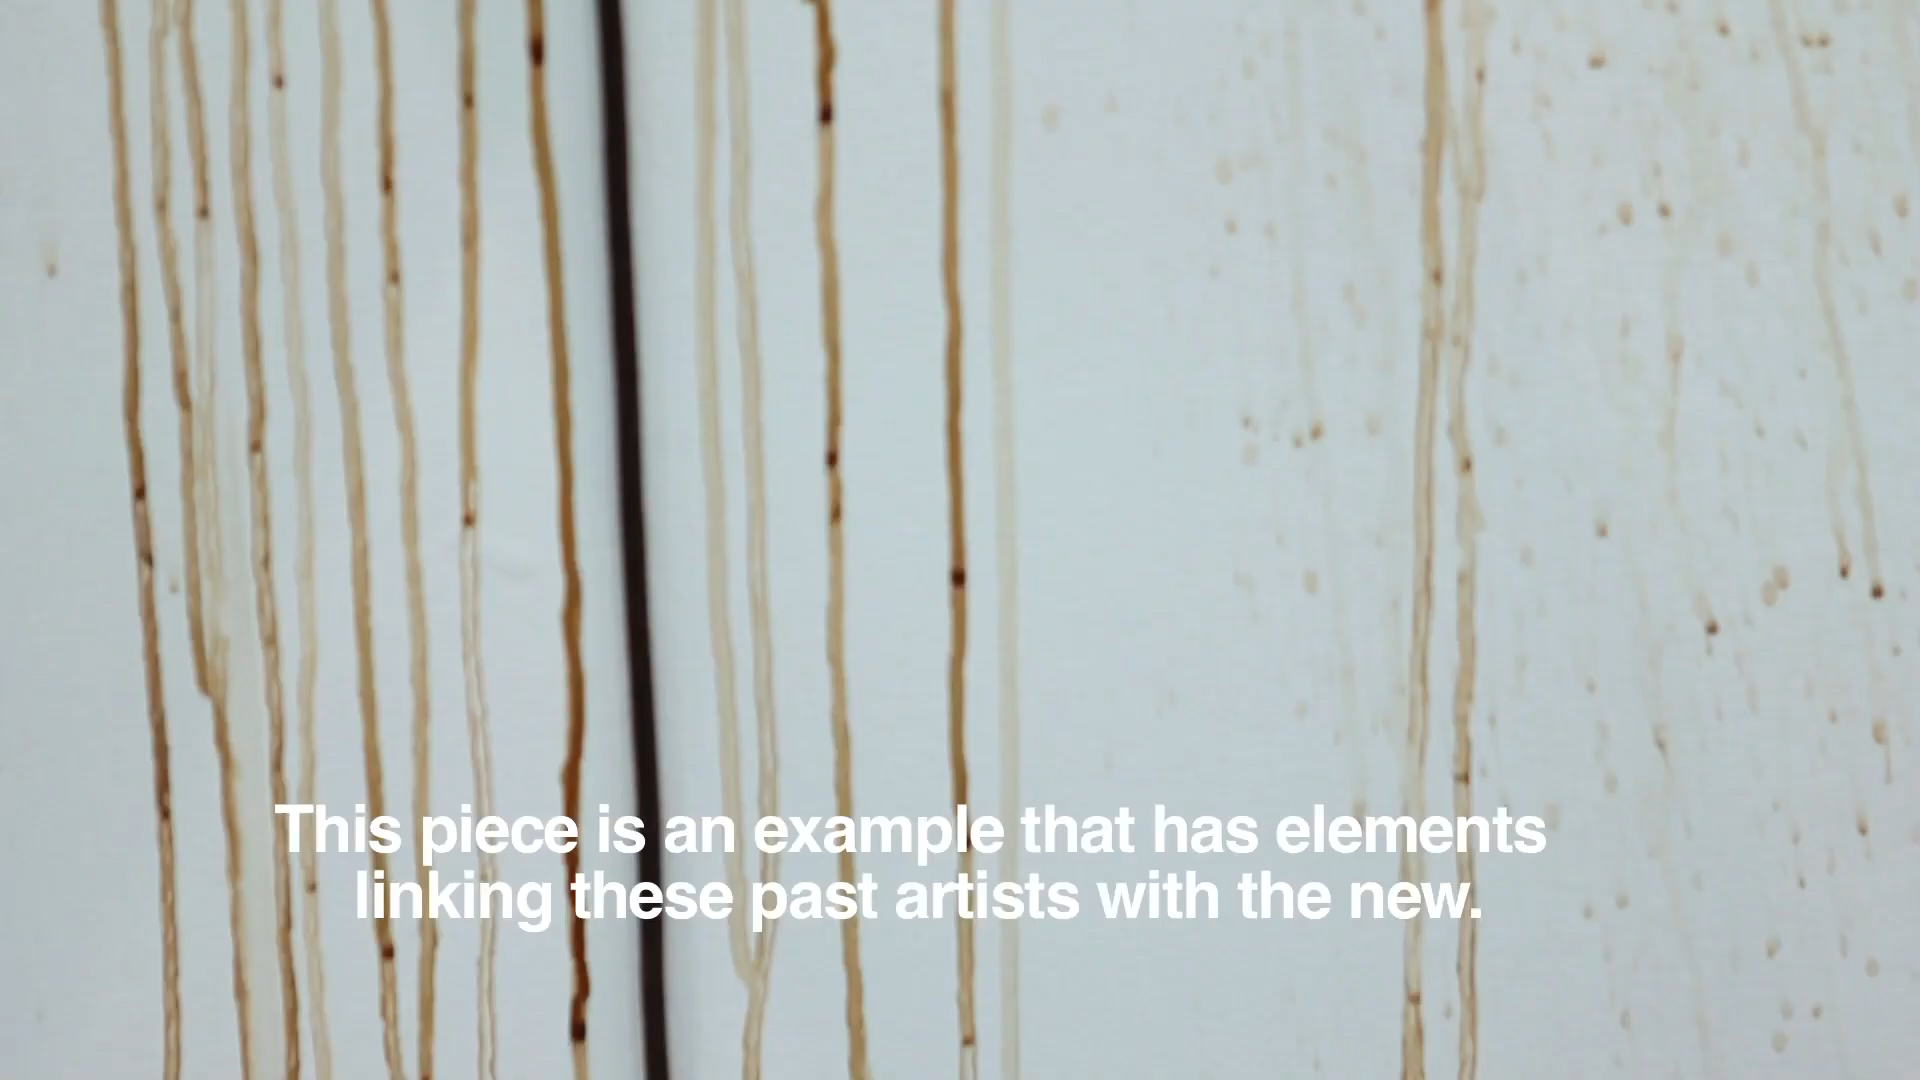 This piece is an example that has elements
linking these past artists with the new.